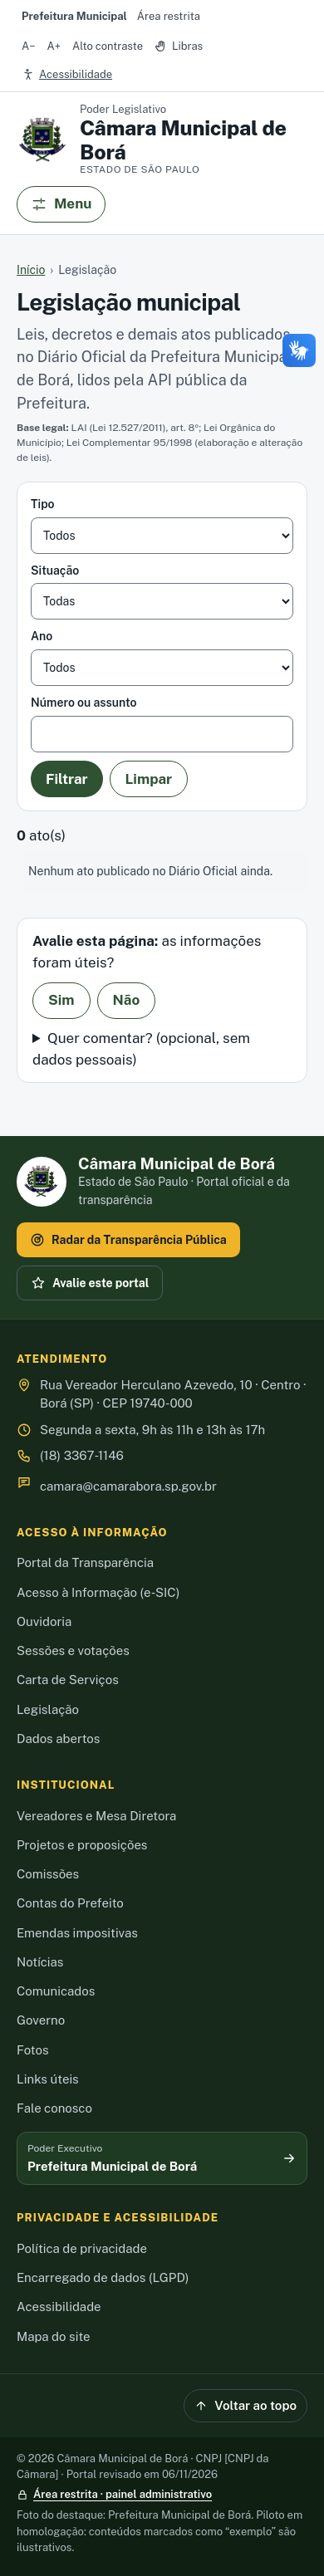 Prefeitura Municipal Área restrita
A− A+ Alto contraste Libras
Acessibilidade
Poder Legislativo
Câmara Municipal de
Borá
ESTADO DE SÃO PAULO
Menu
Início › Legislação
Legislação municipal
Leis, decretos e demais atos publicados
no Diário Oficial da Prefeitura Municipal
de Borá, lidos pela API pública da
Prefeitura.
Base legal: LAI (Lei 12.527/2011), art. 8º; Lei Orgânica do
Município; Lei Complementar 95/1998 (elaboração e alteração
de leis).
Tipo
Todos
Situação
Todas
Ano
Todos
Número ou assunto
Filtrar Limpar
0 ato(s)
Nenhum ato publicado no Diário Oficial ainda.
Avalie esta página: as informações
foram úteis?
Sim Não
Quer comentar? (opcional, sem
dados pessoais)
Câmara Municipal de Borá
Estado de São Paulo · Portal oficial e da
transparência
Radar da Transparência Pública
Avalie este portal
ATENDIMENTO
Rua Vereador Herculano Azevedo, 10 · Centro ·
Borá (SP) · CEP 19740-000
Segunda a sexta, 9h às 11h e 13h às 17h
(18) 3367-1146
camara@camarabora.sp.gov.br
ACESSO À INFORMAÇÃO
Portal da Transparência
Acesso à Informação (e-SIC)
Ouvidoria
Sessões e votações
Carta de Serviços
Legislação
Dados abertos
INSTITUCIONAL
Vereadores e Mesa Diretora
Projetos e proposições
Comissões
Contas do Prefeito
Emendas impositivas
Notícias
Comunicados
Governo
Fotos
Links úteis
Fale conosco
Poder Executivo
Prefeitura Municipal de Borá
PRIVACIDADE E ACESSIBILIDADE
Política de privacidade
Encarregado de dados (LGPD)
Acessibilidade
Mapa do site
Voltar ao topo
© 2026 Câmara Municipal de Borá · CNPJ [CNPJ da
Câmara] · Portal revisado em 06/11/2026
Área restrita · painel administrativo
Foto do destaque: Prefeitura Municipal de Borá. Piloto em
homologação: conteúdos marcados como “exemplo” são
ilustrativos.